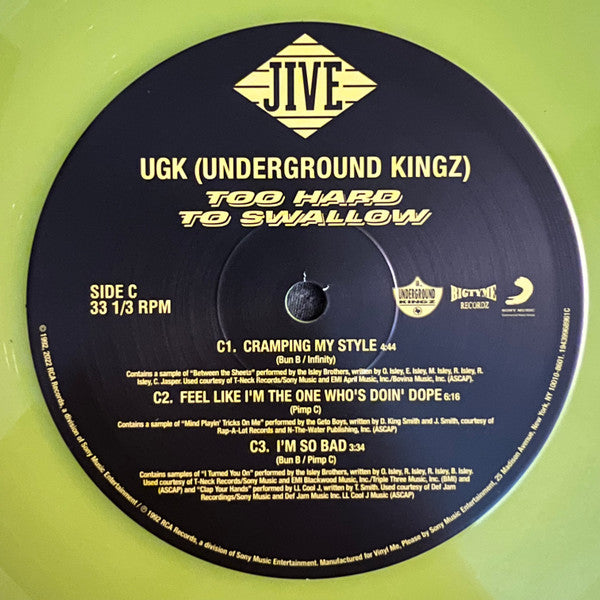 JIVE
UGK (UNDERGROUND KINGZ)
TOO HARD
TO SWALLOW
SIDE C
33 1/3 RPM
UNDERGROUND
KINGZ
BIGTYME
RECORDZ
SONY MUSIC
C1. CRAMPING MY STYLE 4:44
(Bun B / Infinity)
Contains a sample of "Between the Sheets" performed by the Isley Brothers, written by O. Isley, E. Isley, M. Isley, R. Isley, R.
Isley, C. Jasper. Used courtesy of T-Neck Records/Sony Music and EMI April Music, Inc./Bovina Music, Inc. (ASCAP).
C2. FEEL LIKE I'M THE ONE WHO'S DOIN' DOPE 6:16
(Pimp C)
Contains a sample of "Mind Playin' Tricks On Me" performed by the Geto Boys, written by D. King Smith and J. Smith, courtesy of
Rap-A-Lot Records and N-The-Water Publishing, Inc. (ASCAP)
C3. I'M SO BAD 3:34
(Bun B / Pimp C)
Contains samples of "I Turned You On" performed by the Isley Brothers, written by O. Isley, R. Isley, R. Isley.
Used courtesy of T-Neck Records/Sony Music and EMI Blackwood Music, Inc./Triple Three Music, Inc. (BMI) and
(ASCAP) and "Clap Your Hands" performed by LL Cool J, written by T. Smith. Used courtesy of Def Jam
Recordings/Sony Music and Def Jam Music Inc. LL Cool J Music (ASCAP)
© 1992, 2022 RCA Records, a division of Sony Music Entertainment / ℗ 1992 RCA Records, a division of Sony Music Entertainment. Manufactured for Vinyl Me, Please by Sony Music Entertainment, 25 Madison Avenue, New York, NY 10010-8601. 19439968961C